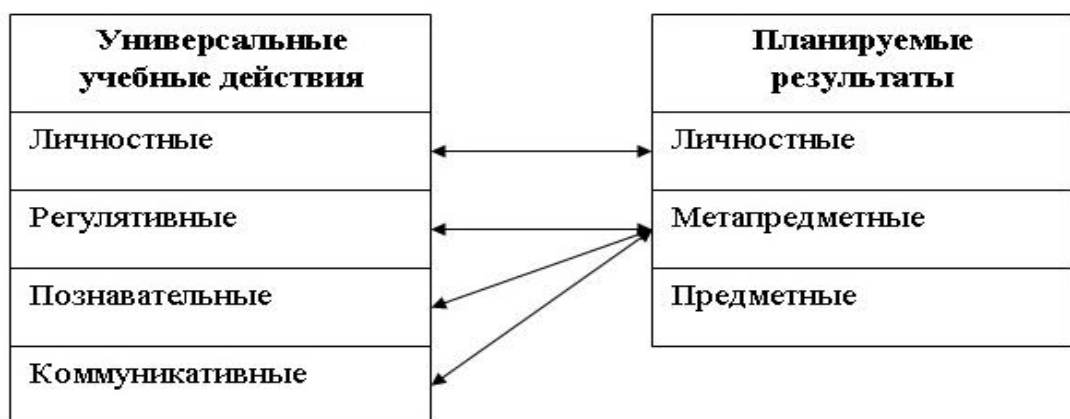 Универсальные
учебные действия
Личностные
Регулятивные
Познавательные
Коммуникативные
Планируемые
результаты
Личностные
Метапредметные
Предметные